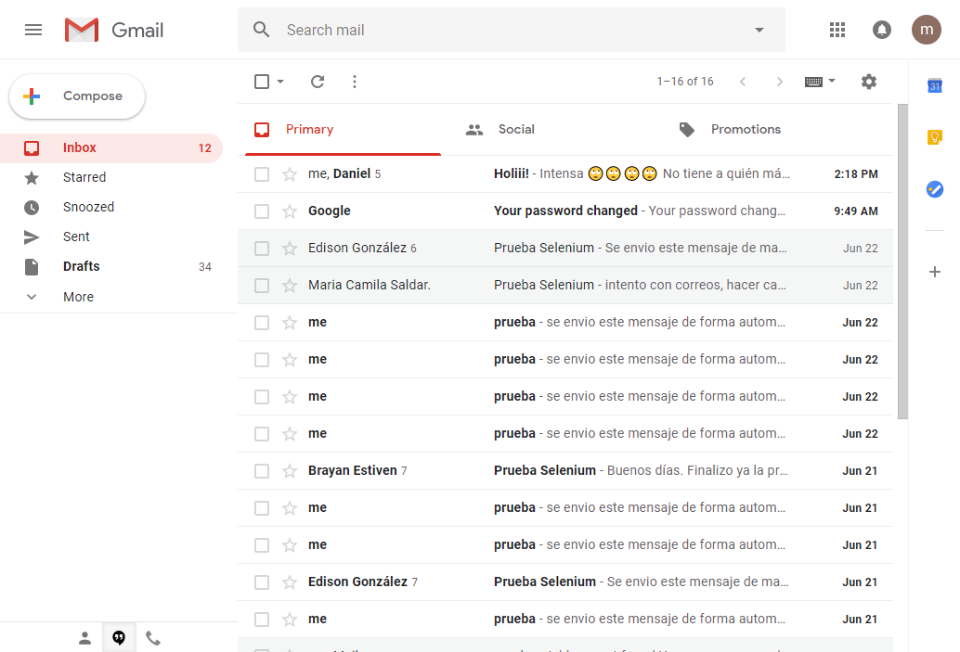 Gmail
Search mail
m
Compose
1–16 of 16
31
Inbox 12
Starred
Snoozed
Sent
Drafts 34
More
Primary Social Promotions
me, Daniel 5 Holiii! - Intensa 🙄🙄🙄🙄 No tiene a quién má… 2:18 PM
Google Your password changed - Your password chang… 9:49 AM
Edison González 6 Prueba Selenium - Se envio este mensaje de ma… Jun 22
Maria Camila Saldar. Prueba Selenium - intento con correos, hacer ca… Jun 22
me prueba - se envio este mensaje de forma autom… Jun 22
me prueba - se envio este mensaje de forma autom… Jun 22
me prueba - se envio este mensaje de forma autom… Jun 22
me prueba - se envio este mensaje de forma autom… Jun 22
Brayan Estiven 7 Prueba Selenium - Buenos días. Finalizo ya la pr… Jun 21
me prueba - se envio este mensaje de forma autom… Jun 21
me prueba - se envio este mensaje de forma autom… Jun 21
Edison González 7 Prueba Selenium - Se envio este mensaje de ma… Jun 21
me prueba - se envio este mensaje de forma autom… Jun 21